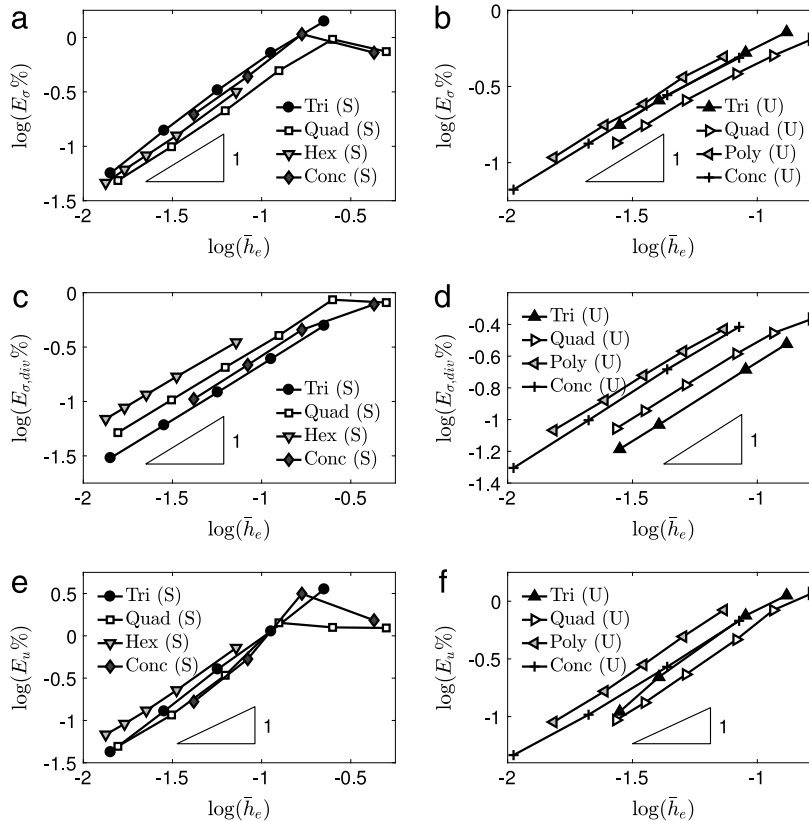 a
log(E_σ%)
0
-0.5
-1
-1.5
-2
-1.5
-1
-0.5
log(h̄_e)
Tri (S)
Quad (S)
Hex (S)
Conc (S)
1
b
log(E_σ%)
0
-0.5
-1
-2
-1.5
-1
log(h̄_e)
Tri (U)
Quad (U)
Poly (U)
Conc (U)
1
c
log(E_σ,div%)
0
-0.5
-1
-1.5
-2
-1.5
-1
-0.5
log(h̄_e)
Tri (S)
Quad (S)
Hex (S)
Conc (S)
1
d
log(E_σ,div%)
-0.4
-0.6
-0.8
-1.0
-1.2
-1.4
-2
-1.5
-1
log(h̄_e)
Tri (U)
Quad (U)
Poly (U)
Conc (U)
1
e
log(E_u%)
0.5
0
-0.5
-1
-1.5
-2
-1.5
-1
-0.5
log(h̄_e)
Tri (S)
Quad (S)
Hex (S)
Conc (S)
1
f
log(E_u%)
0
-0.5
-1
-2
-1.5
-1
log(h̄_e)
Tri (U)
Quad (U)
Poly (U)
Conc (U)
1